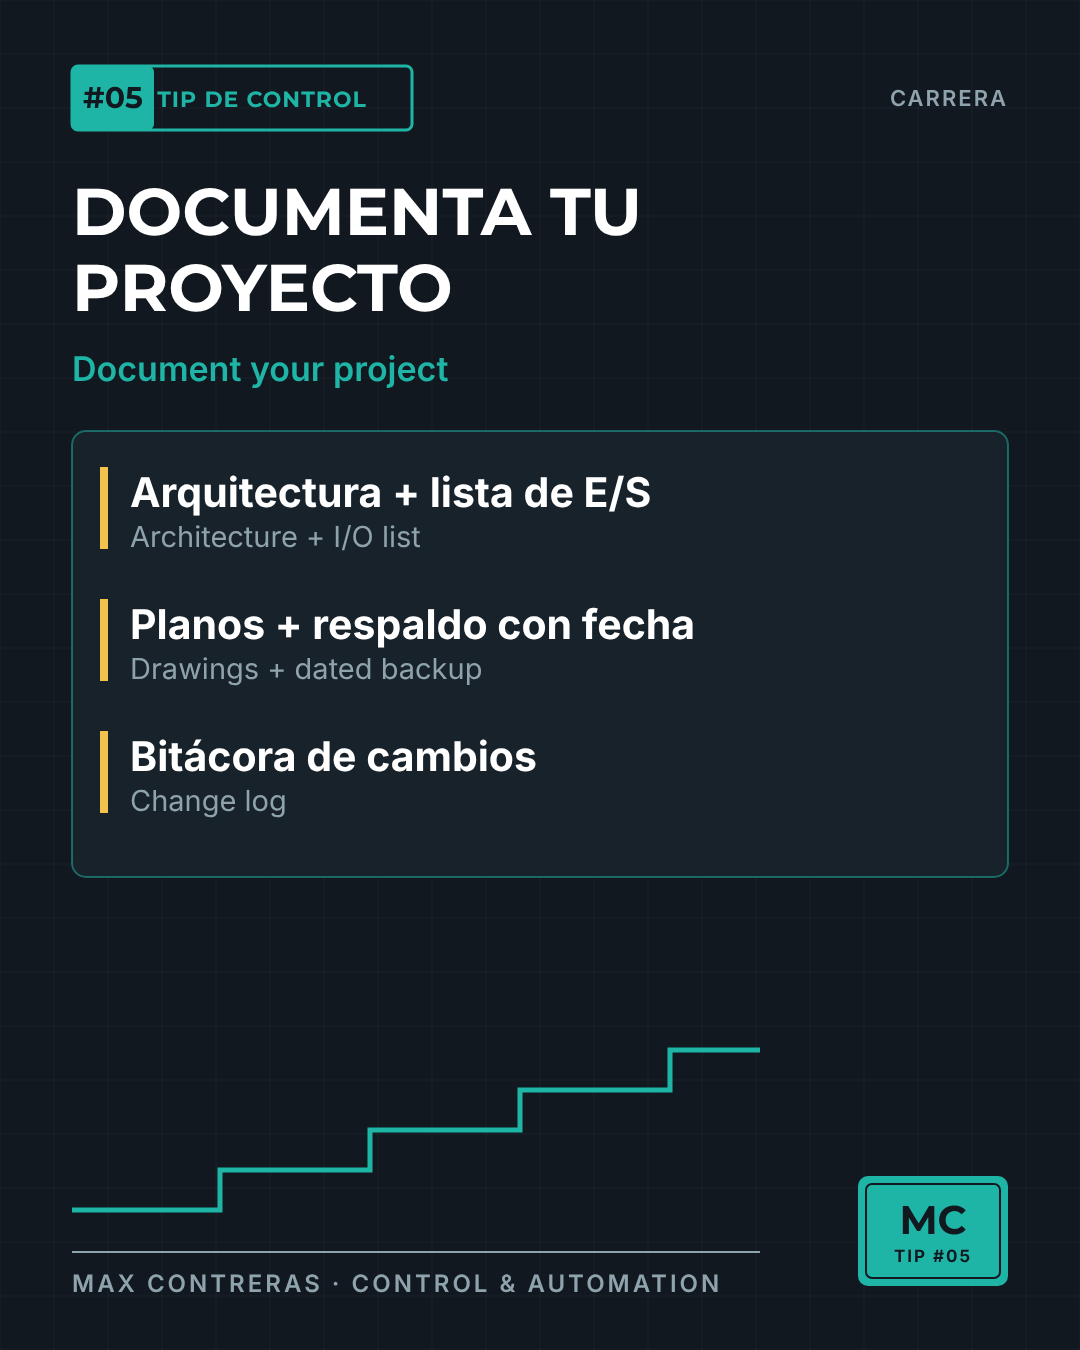 #05 TIP DE CONTROL
CARRERA
DOCUMENTA TU
PROYECTO
Document your project
Arquitectura + lista de E/S
Architecture + I/O list
Planos + respaldo con fecha
Drawings + dated backup
Bitácora de cambios
Change log
MC
TIP #05
MAX CONTRERAS · CONTROL & AUTOMATION